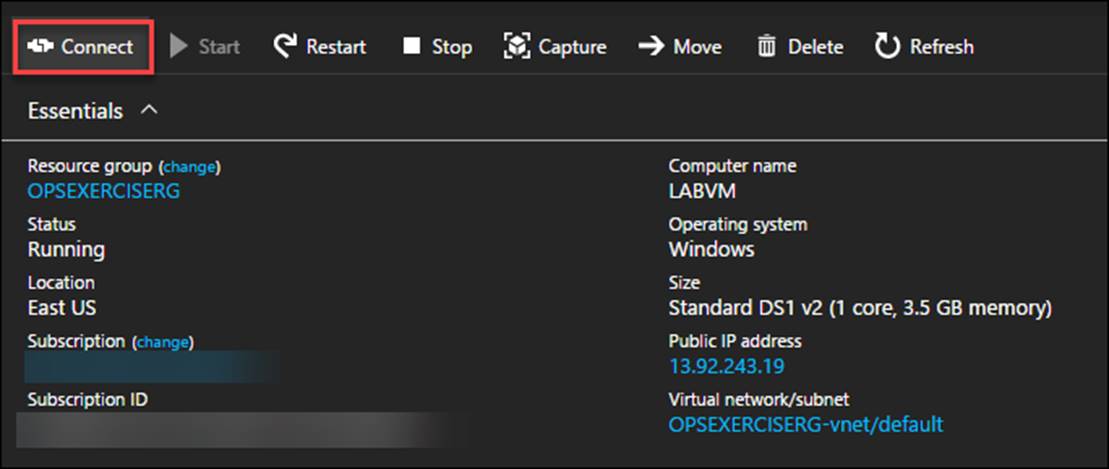 Connect Start Restart Stop Capture Move Delete Refresh
Essentials
Resource group (change)
OPSEXERCISERG
Status
Running
Location
East US
Subscription (change)
Subscription ID
Computer name
LABVM
Operating system
Windows
Size
Standard DS1 v2 (1 core, 3.5 GB memory)
Public IP address
13.92.243.19
Virtual network/subnet
OPSEXERCISERG-vnet/default